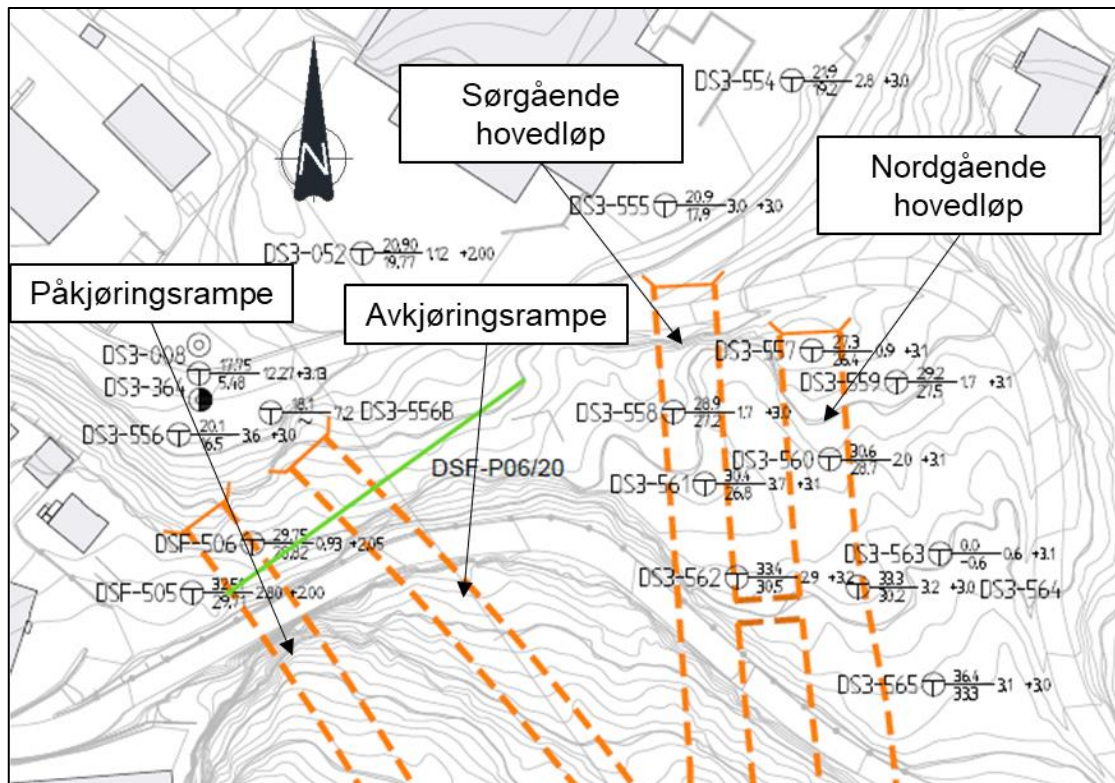 DS3-554 21.9 19.2 2.8 +3.0
Sørgående
hovedløp
Nordgående
hovedløp
DS3-555 20.9 17.9 3.0 +3.0
DS3-052 20.90 19.77 1.12 +2.00
N
Påkjøringsrampe
Avkjøringsrampe
DS3-008
17.75 5.48 12.27 +3.13
DS3-364
DS3-557 27.3 26.4 0.9 +3.1
DS3-559 29.2 27.5 1.7 +3.1
DS3-556 20.1 16.5 3.6 +3.0
18.1 ~ 7.2 DS3-556B
DS3-558 28.9 27.2 1.7 +3.0
DSF-P06/20
DS3-560 30.6 28.7 2.0 +3.1
DS3-561 30.4 26.8 3.7 +3.1
DSF-506 29.75 28.82 0.93 +2.05
DS3-563 0.0 -0.6 0.6 +3.1
DS3-562 33.4 30.5 2.9 +3.2
33.3 30.2 3.2 +3.0 DS3-564
DSF-505 2.80 +2.00
DS3-565 36.4 33.3 3.1 +3.0